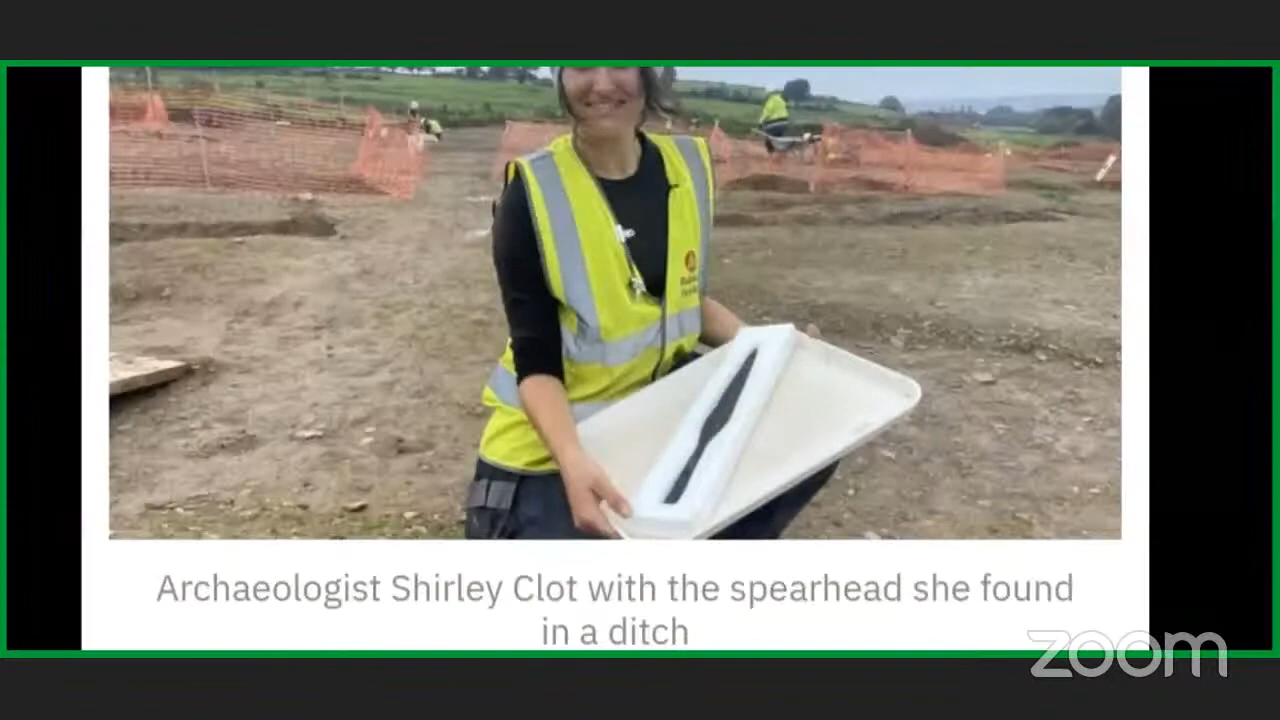 Archaeologist Shirley Clot with the spearhead she found
in a ditch
zoom